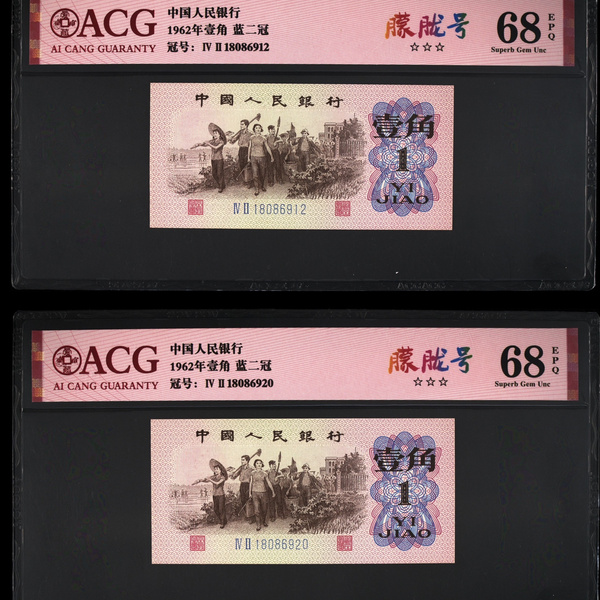 ACG
AI CANG GUARANTY
中国人民银行
1962年壹角 蓝二冠
冠号: IV II 18086912
朦胧号
☆☆☆
68
EPQ
Superb Gem Unc
中國人民銀行
壹角
1
YI
JIAO
IV II 18086912
ACG
AI CANG GUARANTY
中国人民银行
1962年壹角 蓝二冠
冠号: IV II 18086920
朦胧号
☆☆☆
68
EPQ
Superb Gem Unc
中國人民銀行
壹角
1
YI
JIAO
IV II 18086920